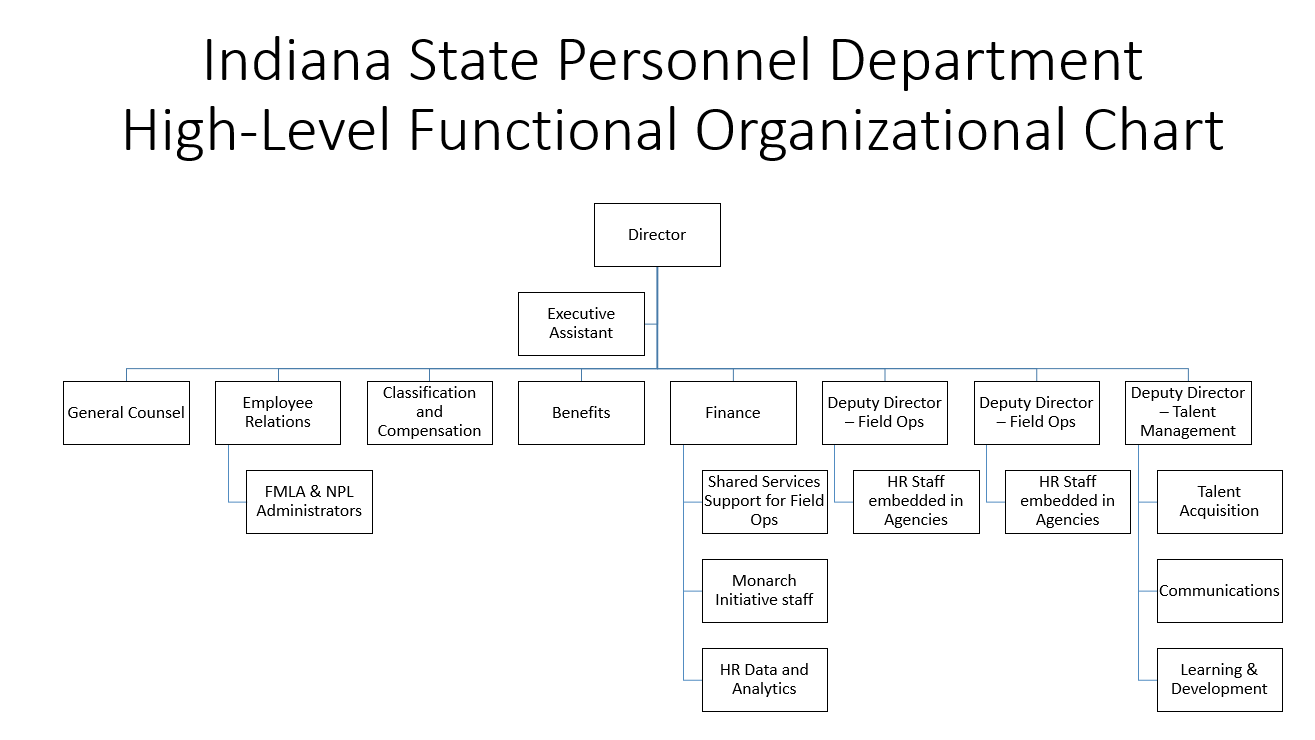 Indiana State Personnel Department
High-Level Functional Organizational Chart
Director
Executive
Assistant
General Counsel
Employee
Relations
Classification
and
Compensation
Benefits
Finance
Deputy Director
– Field Ops
Deputy Director
– Field Ops
Deputy Director
– Talent
Management
FMLA & NPL
Administrators
Shared Services
Support for Field
Ops
HR Staff
embedded in
Agencies
HR Staff
embedded in
Agencies
Talent
Acquisition
Monarch
Initiative staff
Communications
HR Data and
Analytics
Learning &
Development